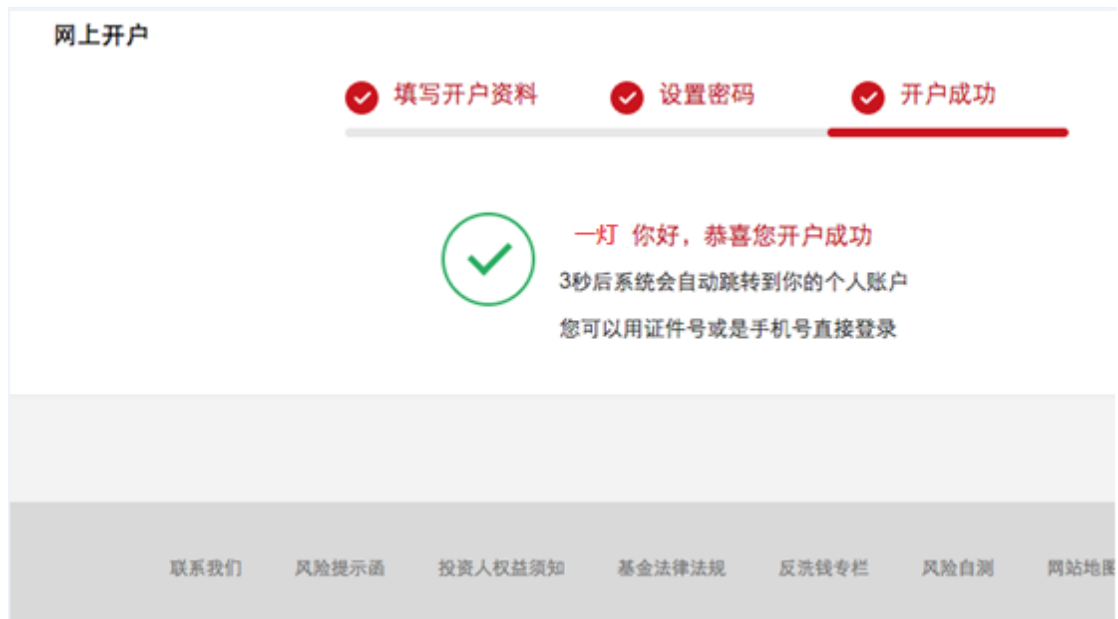 网上开户
填写开户资料 设置密码 开户成功
一灯 你好，恭喜您开户成功
3秒后系统会自动跳转到你的个人账户
您可以用证件号或是手机号直接登录
联系我们 风险提示函 投资人权益须知 基金法律法规 反洗钱专栏 风险自测 网站地图